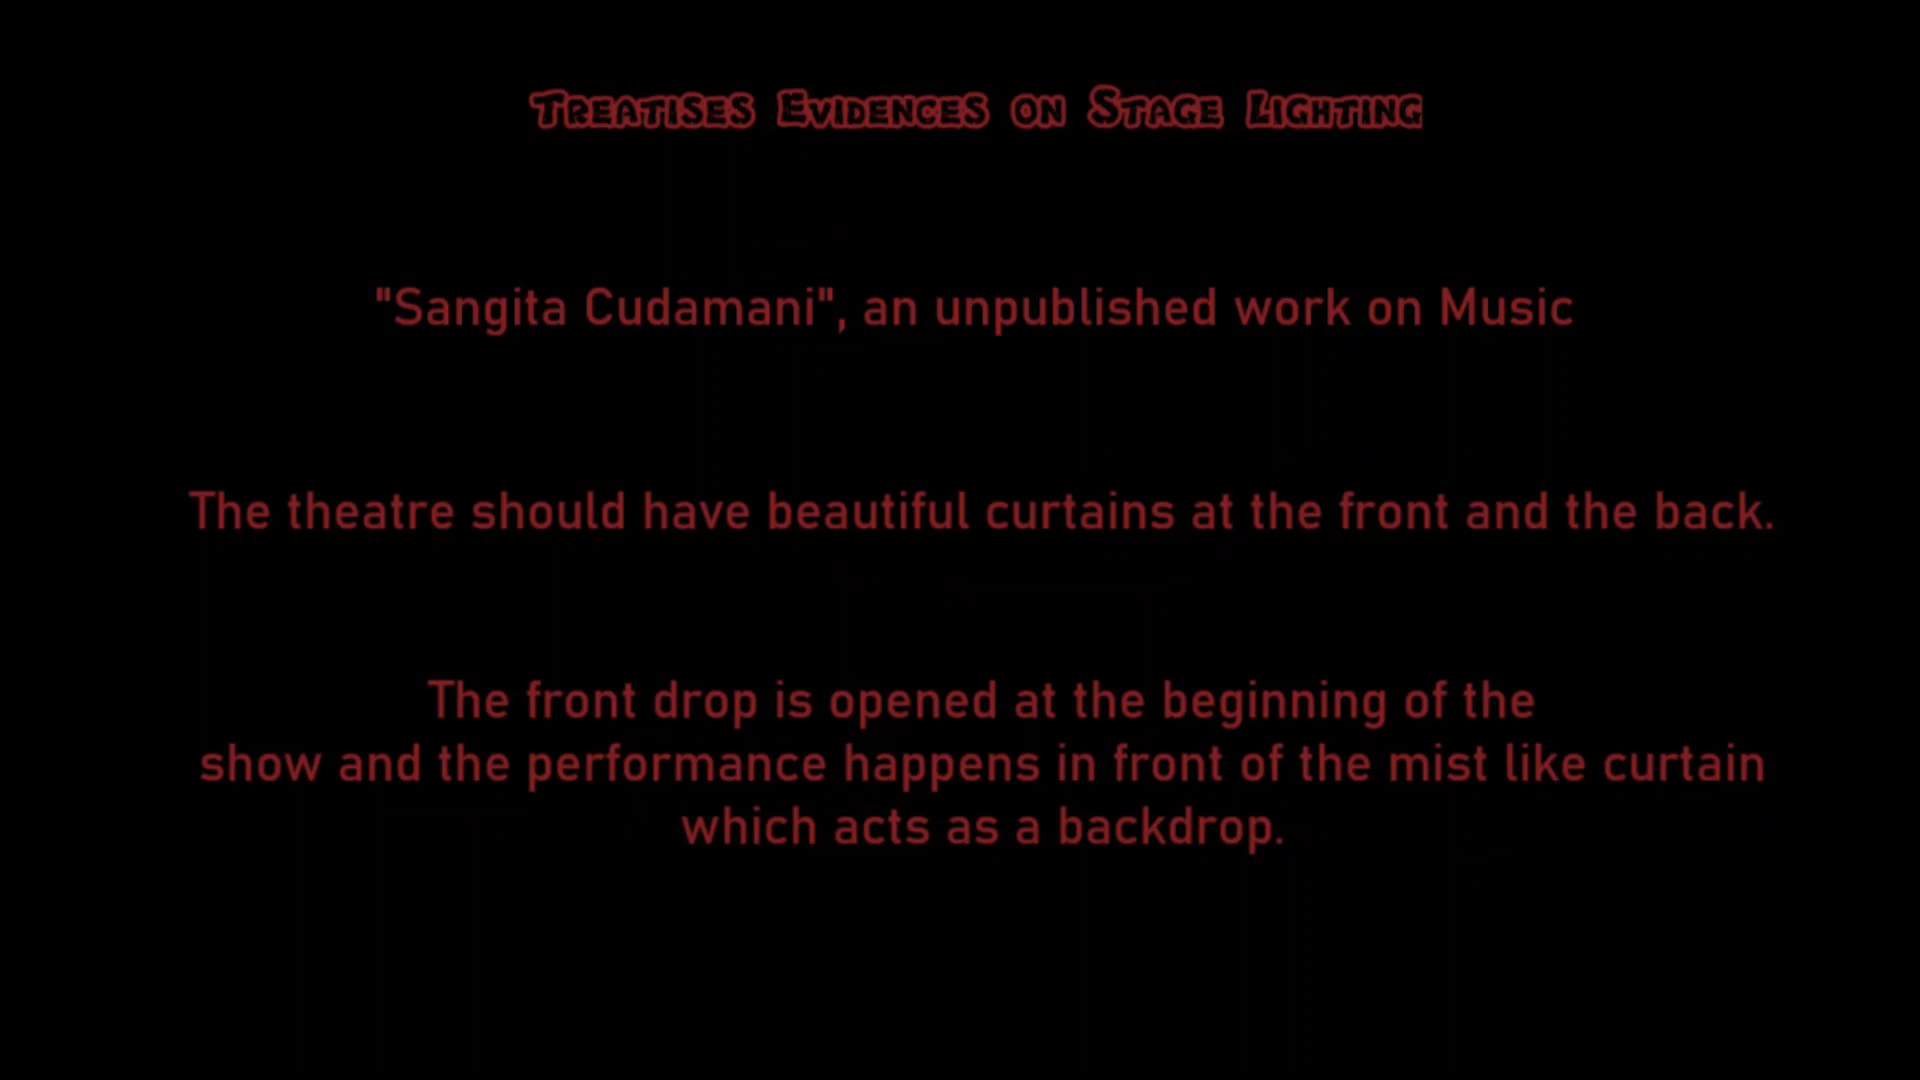 Treatises Evidences on Stage Lighting
"Sangita Cudamani", an unpublished work on Music
The theatre should have beautiful curtains at the front and the back.
The front drop is opened at the beginning of the
show and the performance happens in front of the mist like curtain
which acts as a backdrop.